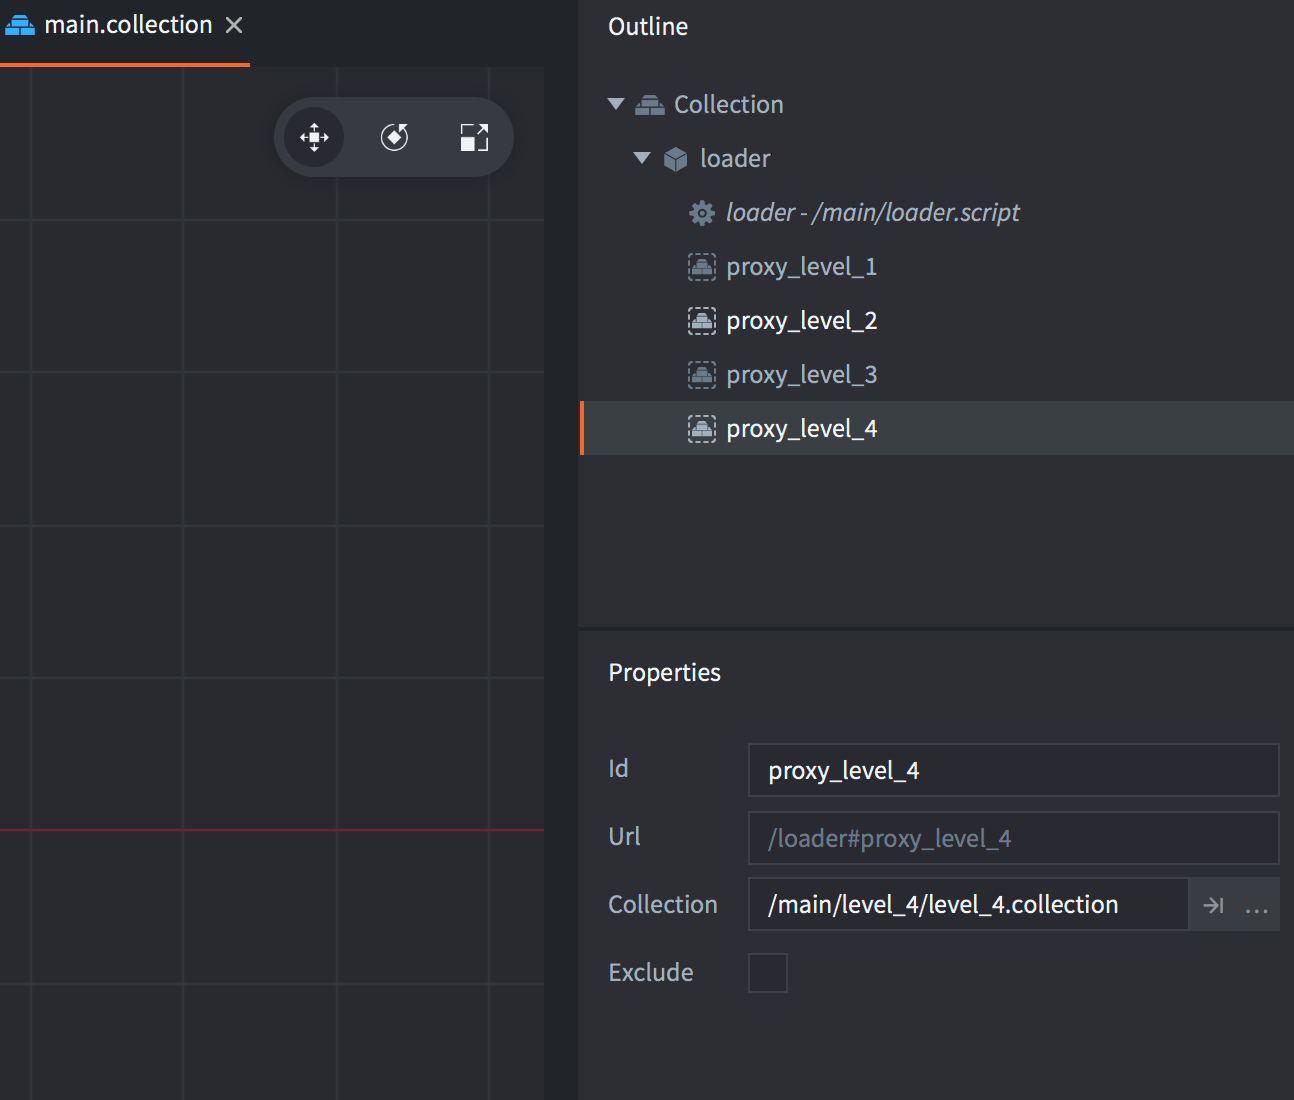 main.collection
Outline
Collection
loader
loader - /main/loader.script
proxy_level_1
proxy_level_2
proxy_level_3
proxy_level_4
Properties
Id proxy_level_4
Url /loader#proxy_level_4
Collection /main/level_4/level_4.collection ...
Exclude